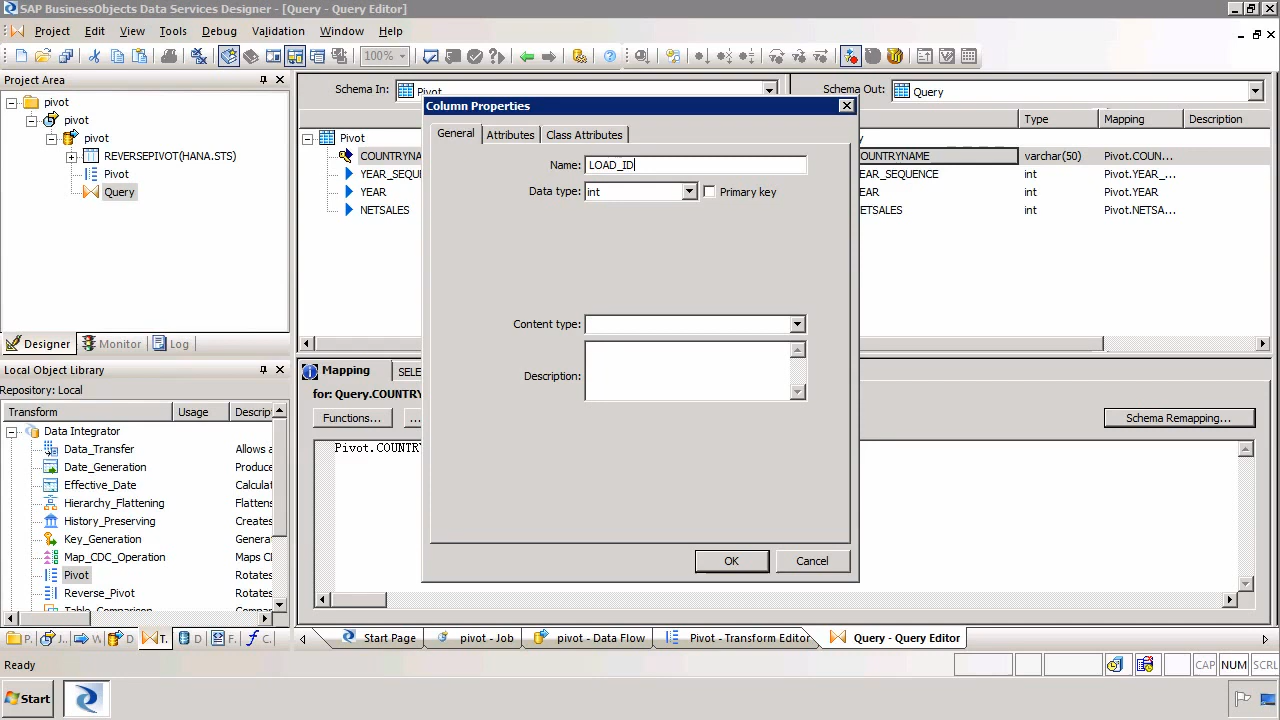 SAP BusinessObjects Data Services Designer - [Query - Query Editor]
Project Edit View Tools Debug Validation Window Help
100%
Project Area
pivot
pivot
pivot
REVERSEPIVOT(HANA.STS)
Pivot
Query
Designer Monitor Log
Local Object Library
Repository: Local
Transform Usage Descrip
Data Integrator
Data_Transfer Allows a
Date_Generation Produce
Effective_Date Calculat
Hierarchy_Flattening Flattens
History_Preserving Creates
Key_Generation Genera
Map_CDC_Operation Maps C
Pivot Rotates
Reverse_Pivot Rotates
P. J.. W D T. D F. C.
Schema In: Pivot
Schema Out: Query
Type Mapping Description
Pivot
COUNTRYNA
YEAR_SEQU
YEAR
NETSALES
y
OUNTRYNAME varchar(50) Pivot.COUN...
EAR_SEQUENCE int Pivot.YEAR_...
EAR int Pivot.YEAR
ETSALES int Pivot.NETSA...
Column Properties
General Attributes Class Attributes
Name: LOAD_ID
Data type: int Primary key
Content type:
Description:
OK Cancel
Mapping SELE
for: Query.COUNTRY
Functions... ...
Schema Remapping...
Pivot.COUNTRY
Start Page pivot - Job pivot - Data Flow Pivot - Transform Editor Query - Query Editor
Ready
CAP NUM SCRL
Start